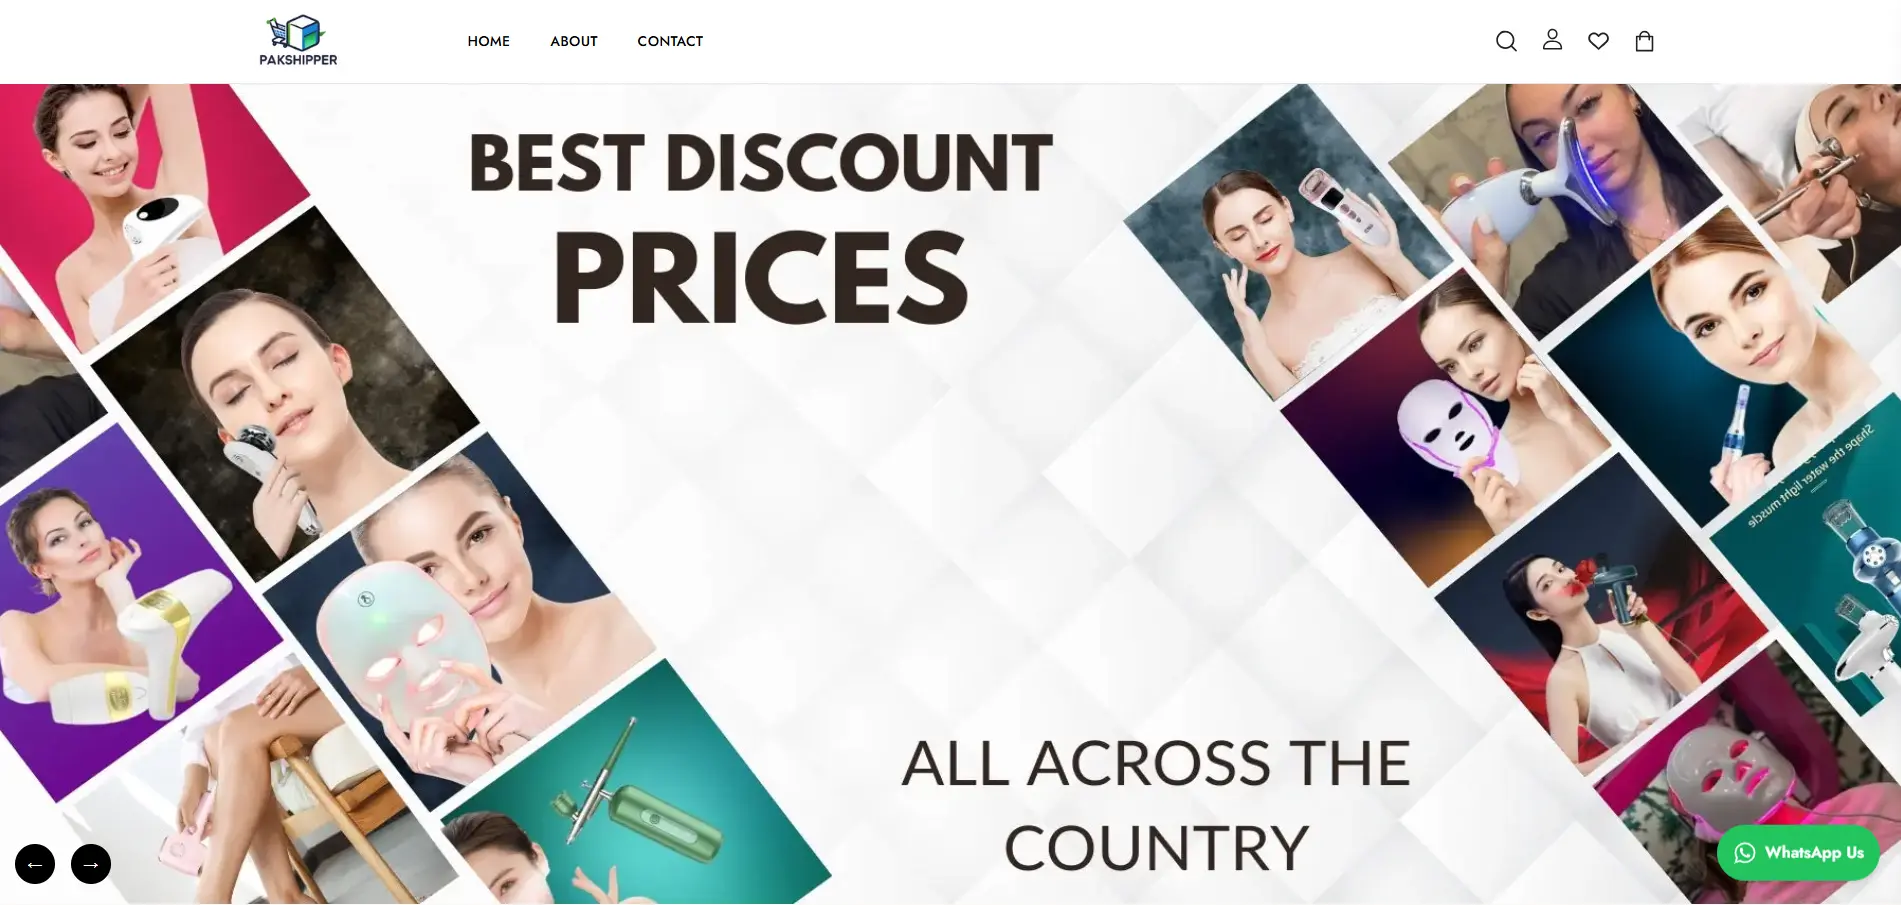 PAKSHIPPER
HOME
ABOUT
CONTACT
BEST DISCOUNT
PRICES
Shape the water light muscle
ALL ACROSS THE
COUNTRY
← →
WhatsApp Us